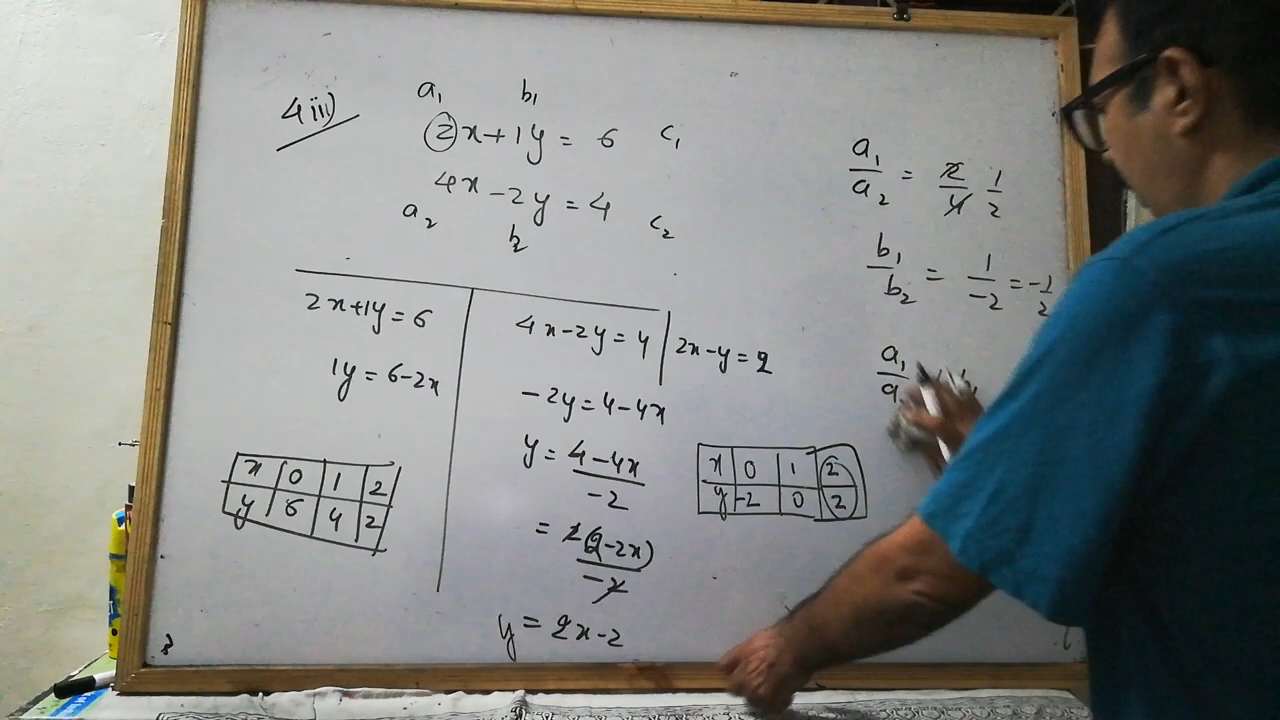 4 iii)
a₁ b₁
2x+1y = 6 c₁
4x-2y = 4 c₂
a₂ b₂
2x+1y=6
1y=6-2x
x 0 1 2
y 6 4 2
4x-2y=4
2x-y=2
-2y=4-4x
y = 4-4x / -2
= 2(2-2x) / -2
y = 2x-2
x 0 1 2
y -2 0 2
a₁/a₂ = 2/4 1/2
b₁/b₂ = 1/-2 = -1/2
a₁
a